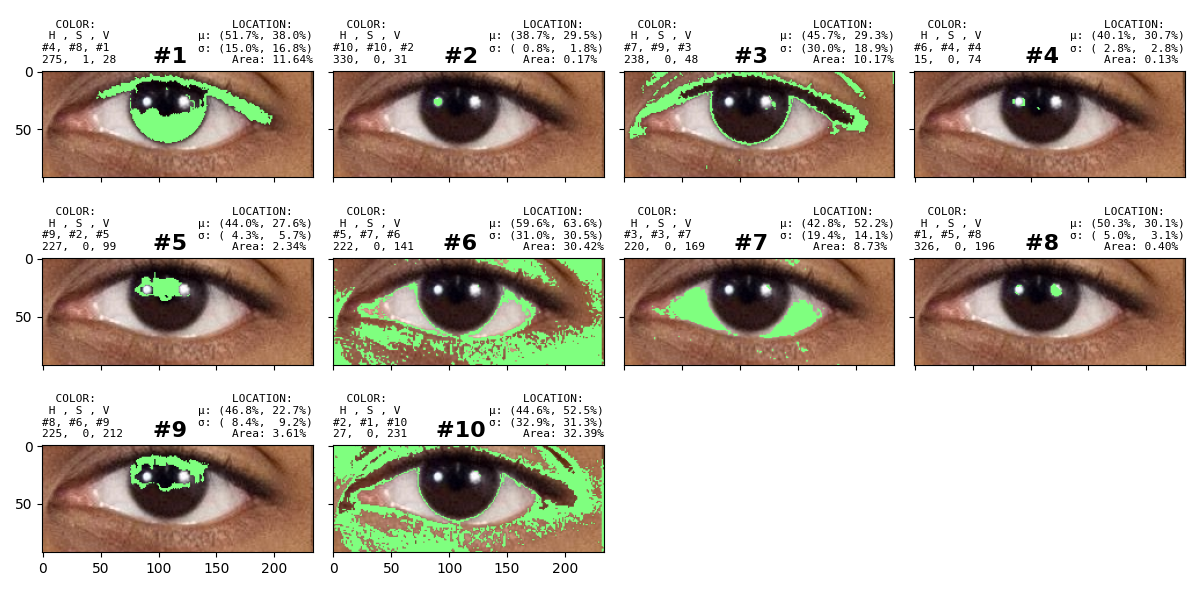 COLOR: LOCATION:
H , S , V μ: (51.7%, 38.0%)
#4, #8, #1 #1 σ: (15.0%, 16.8%)
275, 1, 28 Area: 11.64%
COLOR: LOCATION:
H , S , V μ: (38.7%, 29.5%)
#10, #10, #2 #2 σ: ( 0.8%, 1.8%)
330, 0, 31 Area: 0.17%
COLOR: LOCATION:
H , S , V μ: (45.7%, 29.3%)
#7, #9, #3 #3 σ: (30.0%, 18.9%)
238, 0, 48 Area: 10.17%
COLOR: LOCATION:
H , S , V μ: (40.1%, 30.7%)
#6, #4, #4 #4 σ: ( 2.8%, 2.8%)
15, 0, 74 Area: 0.13%
0
50
COLOR: LOCATION:
H , S , V μ: (44.0%, 27.6%)
#9, #2, #5 #5 σ: ( 4.3%, 5.7%)
227, 0, 99 Area: 2.34%
COLOR: LOCATION:
H , S , V μ: (59.6%, 63.6%)
#5, #7, #6 #6 σ: (31.0%, 30.5%)
222, 0, 141 Area: 30.42%
COLOR: LOCATION:
H , S , V μ: (42.8%, 52.2%)
#3, #3, #7 #7 σ: (19.4%, 14.1%)
220, 0, 169 Area: 8.73%
COLOR: LOCATION:
H , S , V μ: (50.3%, 30.1%)
#1, #5, #8 #8 σ: ( 5.0%, 3.1%)
326, 0, 196 Area: 0.40%
0
50
COLOR: LOCATION:
H , S , V μ: (46.8%, 22.7%)
#8, #6, #9 #9 σ: ( 8.4%, 9.2%)
225, 0, 212 Area: 3.61%
COLOR: LOCATION:
H , S , V μ: (44.6%, 52.5%)
#2, #1, #10 #10 σ: (32.9%, 31.3%)
27, 0, 231 Area: 32.39%
0
50
0 50 100 150 200
0 50 100 150 200